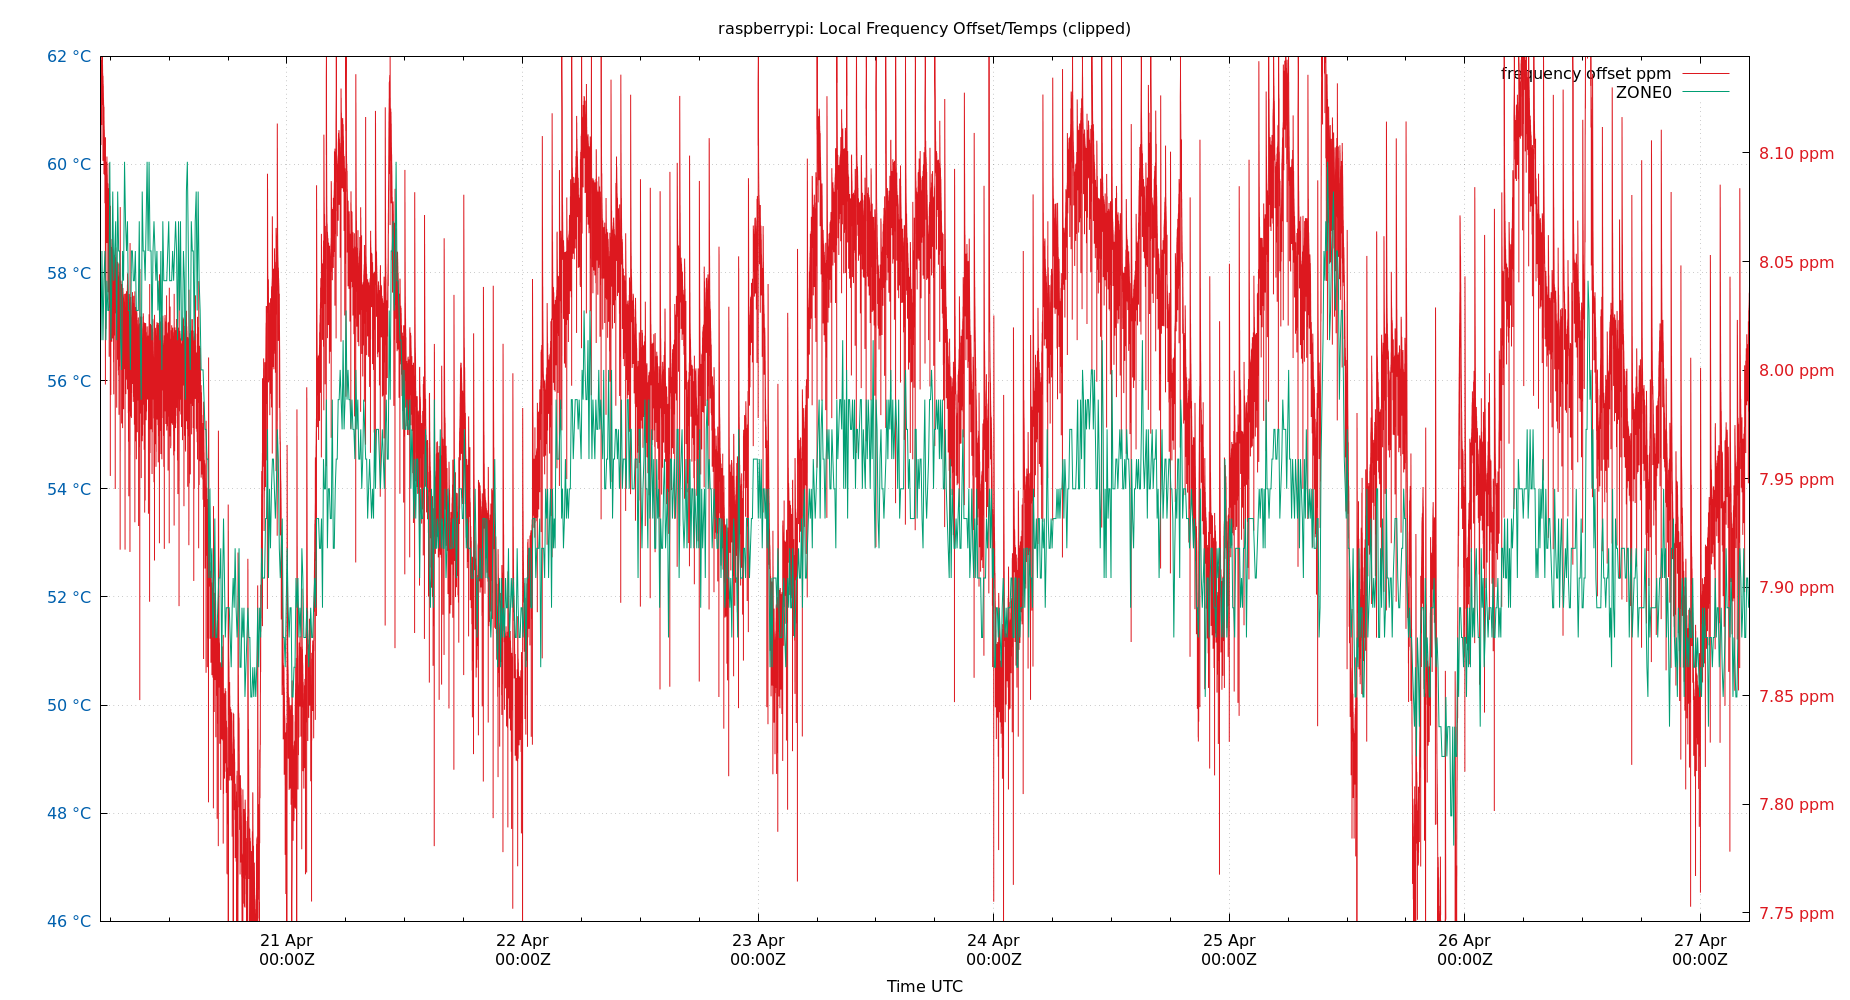 raspberrypi: Local Frequency Offset/Temps (clipped)
62 °C
60 °C
58 °C
56 °C
54 °C
52 °C
50 °C
48 °C
46 °C
frequency offset ppm
ZONE0
8.10 ppm
8.05 ppm
8.00 ppm
7.95 ppm
7.90 ppm
7.85 ppm
7.80 ppm
7.75 ppm
21 Apr 22 Apr 23 Apr 24 Apr 25 Apr 26 Apr 27 Apr
00:00Z 00:00Z 00:00Z 00:00Z 00:00Z 00:00Z 00:00Z
Time UTC